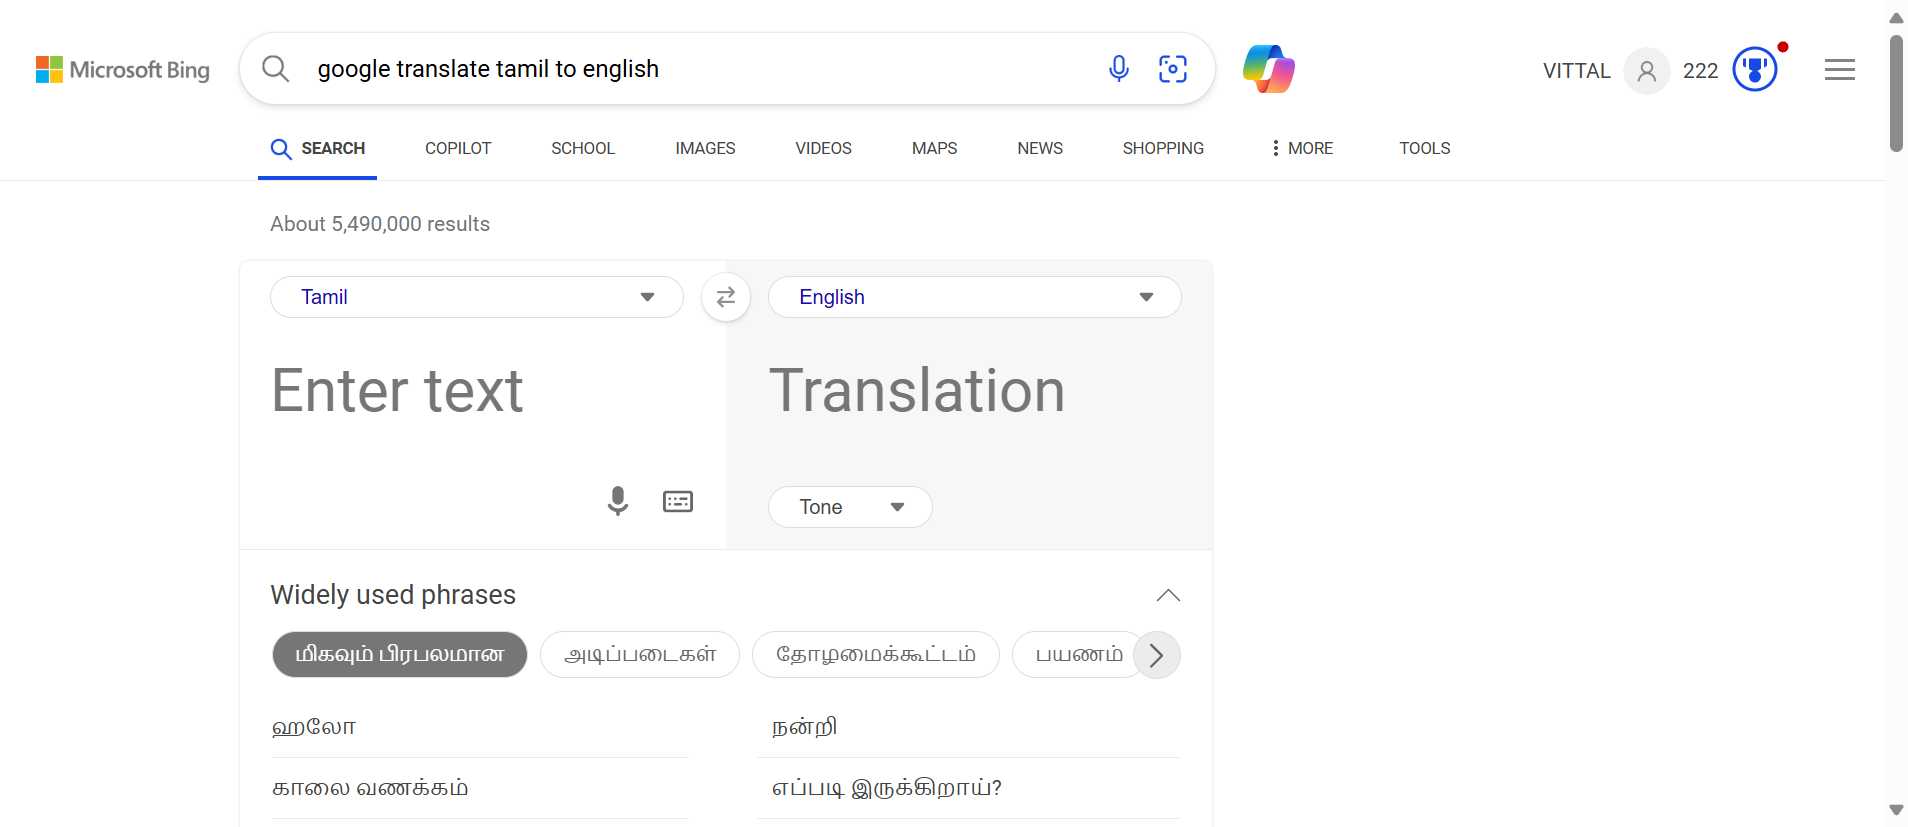 Microsoft Bing
google translate tamil to english
VITTAL
222
SEARCH
COPILOT
SCHOOL
IMAGES
VIDEOS
MAPS
NEWS
SHOPPING
MORE
TOOLS
About 5,490,000 results
Tamil
English
Enter text
Translation
Tone
Widely used phrases
மிகவும் பிரபலமான
அடிப்படைகள்
தோழமைக்கூட்டம்
பயணம்
ஹலோ
நன்றி
காலை வணக்கம்
எப்படி இருக்கிறாய்?